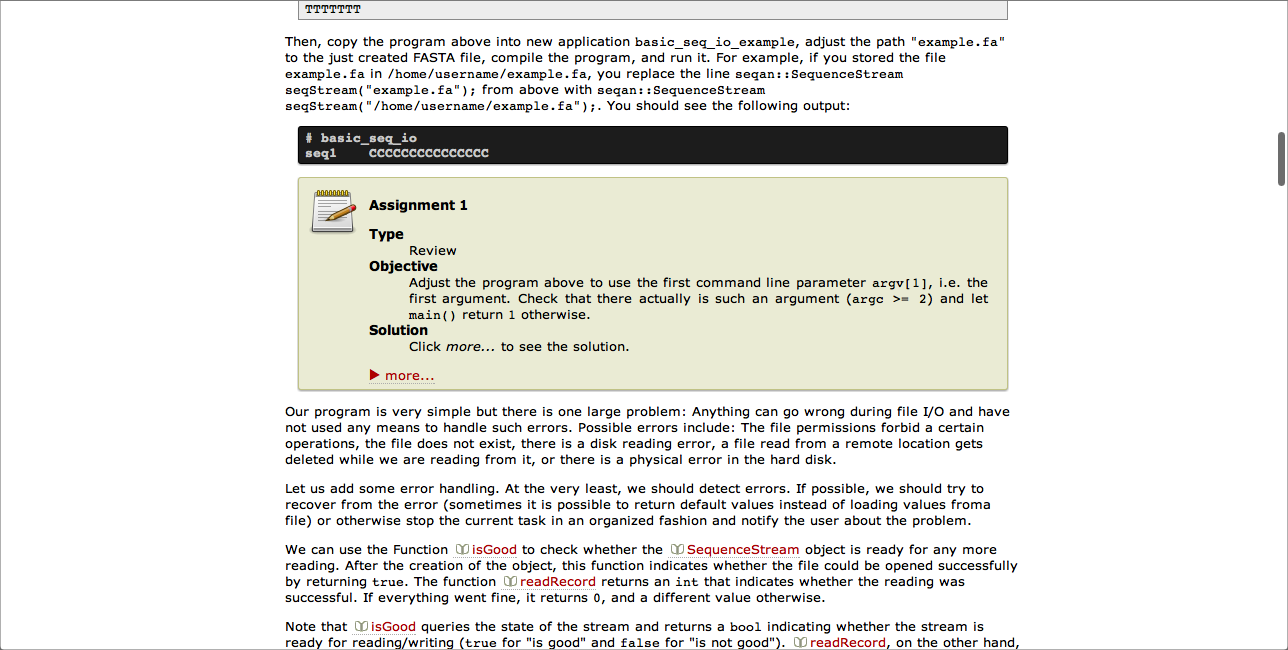 TTTTTTT
Then, copy the program above into new application basic_seq_io_example, adjust the path "example.fa"
to the just created FASTA file, compile the program, and run it. For example, if you stored the file
example.fa in /home/username/example.fa, you replace the line seqan::SequenceStream
seqStream("example.fa"); from above with seqan::SequenceStream
seqStream("/home/username/example.fa");. You should see the following output:
# basic_seq_io
seq1    CCCCCCCCCCCCCCC
Assignment 1
Type
Review
Objective
Adjust the program above to use the first command line parameter argv[1], i.e. the
first argument. Check that there actually is such an argument (argc >= 2) and let
main() return 1 otherwise.
Solution
Click more... to see the solution.
▶ more...
Our program is very simple but there is one large problem: Anything can go wrong during file I/O and have
not used any means to handle such errors. Possible errors include: The file permissions forbid a certain
operations, the file does not exist, there is a disk reading error, a file read from a remote location gets
deleted while we are reading from it, or there is a physical error in the hard disk.
Let us add some error handling. At the very least, we should detect errors. If possible, we should try to
recover from the error (sometimes it is possible to return default values instead of loading values froma
file) or otherwise stop the current task in an organized fashion and notify the user about the problem.
We can use the Function isGood to check whether the SequenceStream object is ready for any more
reading. After the creation of the object, this function indicates whether the file could be opened successfully
by returning true. The function readRecord returns an int that indicates whether the reading was
successful. If everything went fine, it returns 0, and a different value otherwise.
Note that isGood queries the state of the stream and returns a bool indicating whether the stream is
ready for reading/writing (true for "is good" and false for "is not good"). readRecord, on the other hand,